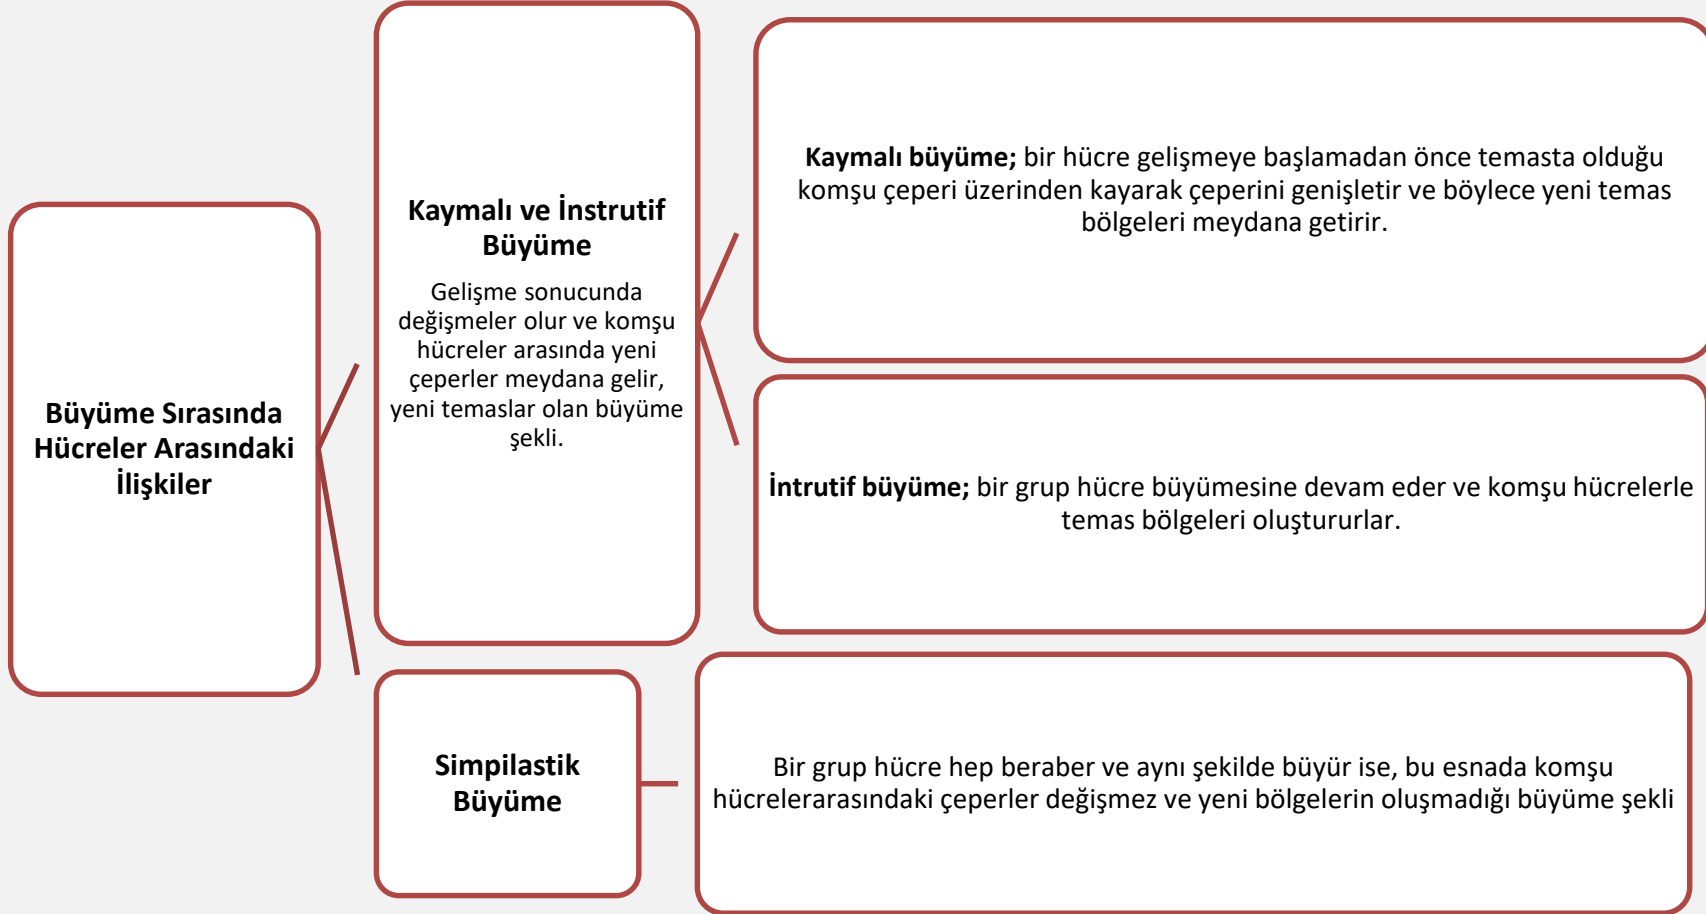 Büyüme Sırasında
Hücreler Arasındaki
İlişkiler
Kaymalı ve İnstrutif
Büyüme
Gelişme sonucunda
değişmeler olur ve komşu
hücreler arasında yeni
çeperler meydana gelir,
yeni temaslar olan büyüme
şekli.
Kaymalı büyüme; bir hücre gelişmeye başlamadan önce temasta olduğu
komşu çeperi üzerinden kayarak çeperini genişletir ve böylece yeni temas
bölgeleri meydana getirir.
İntrutif büyüme; bir grup hücre büyümesine devam eder ve komşu hücrelerle
temas bölgeleri oluştururlar.
Simpilastik
Büyüme
Bir grup hücre hep beraber ve aynı şekilde büyür ise, bu esnada komşu
hücrelerarasındaki çeperler değişmez ve yeni bölgelerin oluşmadığı büyüme şekli